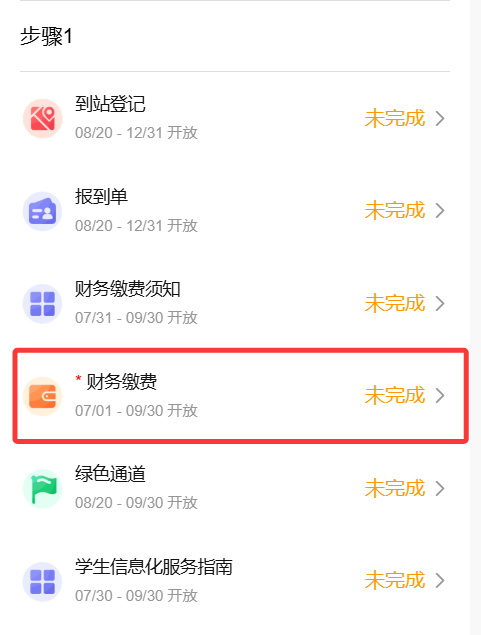 步骤1
到站登记
未完成
08/20 - 12/31 开放
报到单
未完成
08/20 - 12/31 开放
财务缴费须知
未完成
07/31 - 09/30 开放
* 财务缴费
未完成
07/01 - 09/30 开放
绿色通道
未完成
08/20 - 09/30 开放
学生信息化服务指南
未完成
07/30 - 09/30 开放